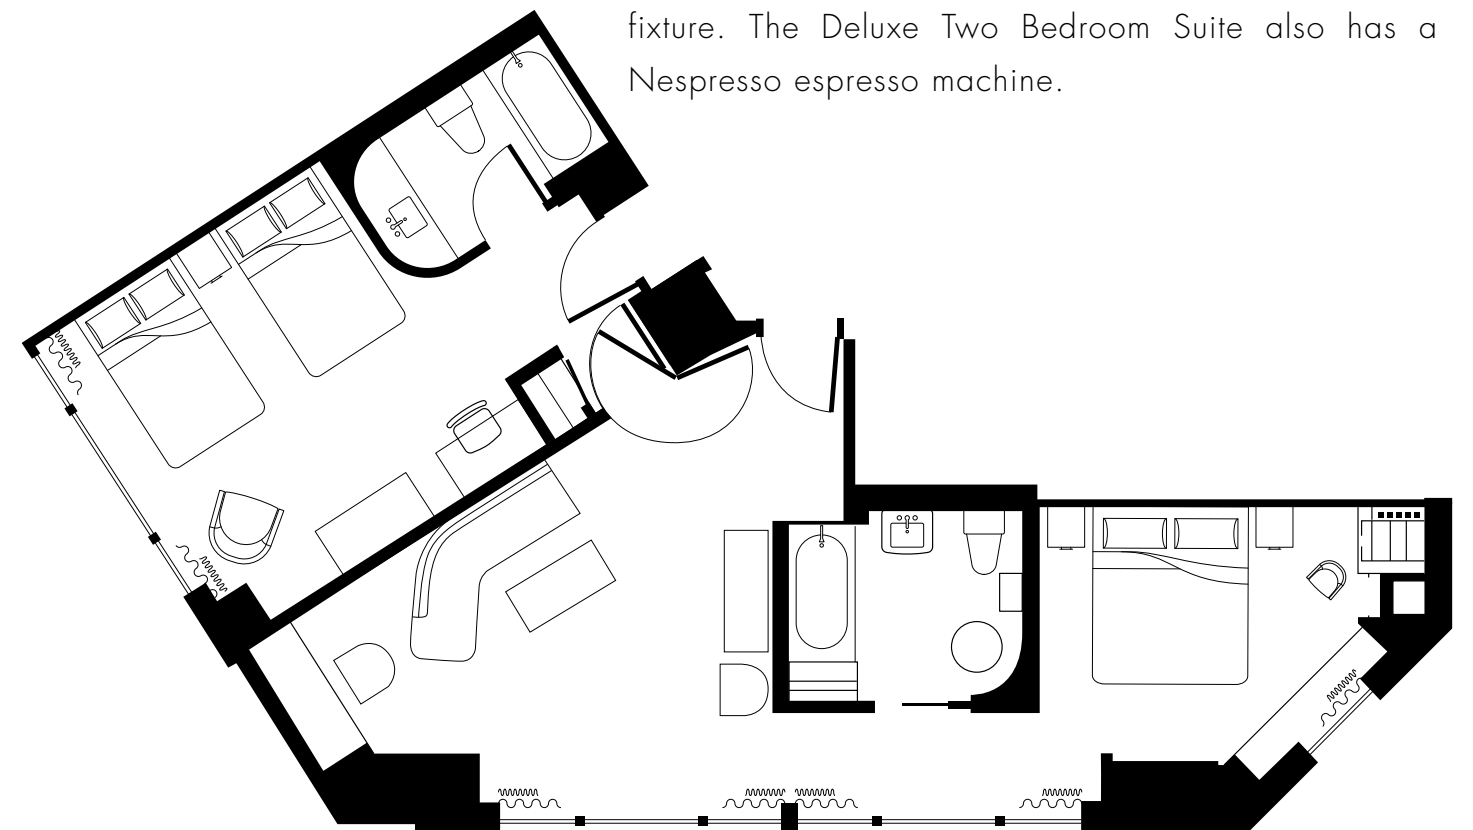 fixture. The Deluxe Two Bedroom Suite also has a
Nespresso espresso machine.